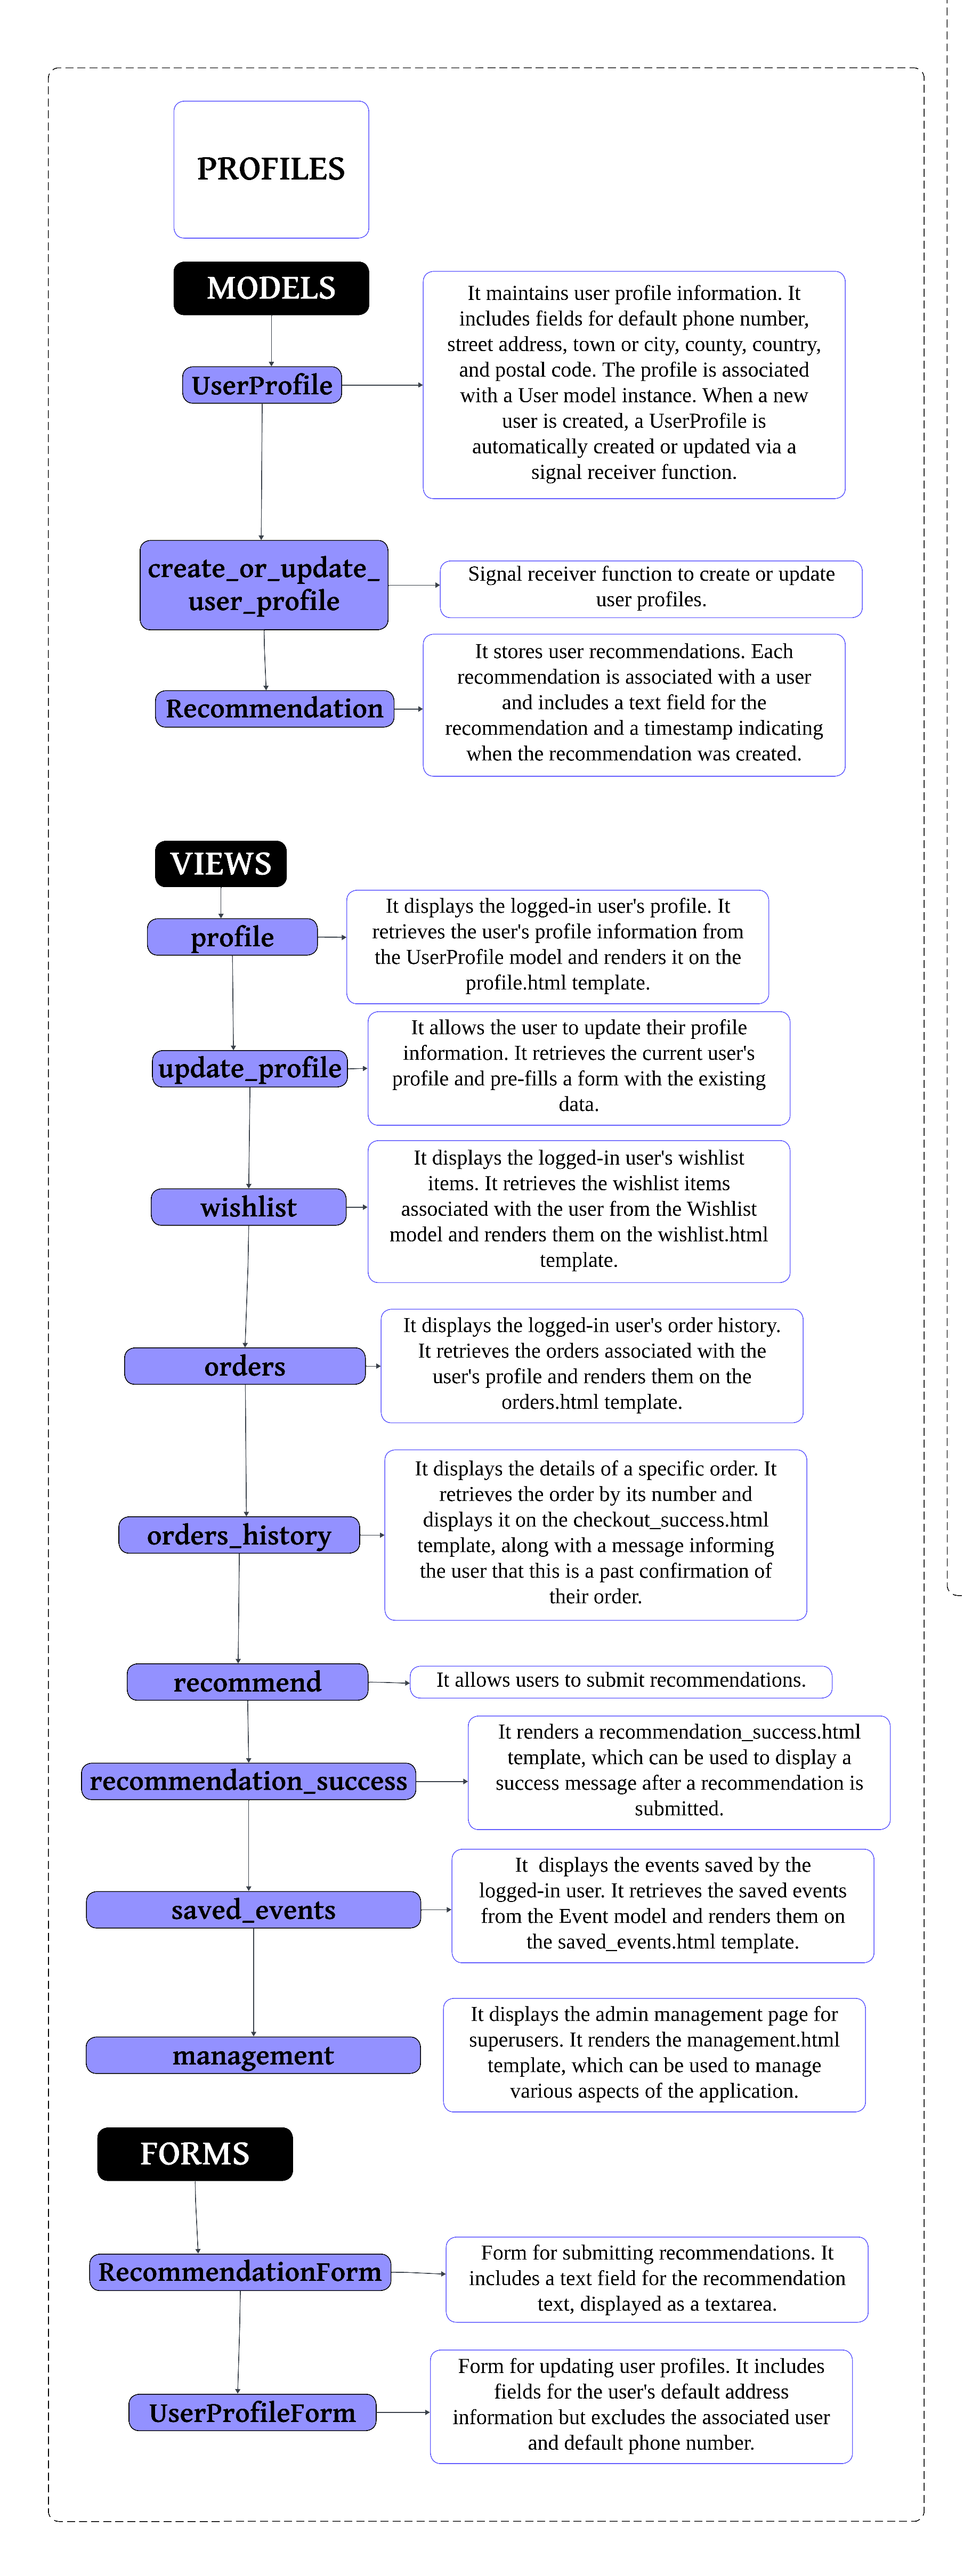 PROFILES
MODELS
It maintains user profile information. It
includes fields for default phone number,
street address, town or city, county, country,
and postal code. The profile is associated
with a User model instance. When a new
user is created, a UserProfile is
automatically created or updated via a
signal receiver function.
UserProfile
create_or_update_
user_profile
Signal receiver function to create or update
user profiles.
Recommendation
It stores user recommendations. Each
recommendation is associated with a user
and includes a text field for the
recommendation and a timestamp indicating
when the recommendation was created.
VIEWS
profile
It displays the logged-in user's profile. It
retrieves the user's profile information from
the UserProfile model and renders it on the
profile.html template.
update_profile
It allows the user to update their profile
information. It retrieves the current user's
profile and pre-fills a form with the existing
data.
wishlist
It displays the logged-in user's wishlist
items. It retrieves the wishlist items
associated with the user from the Wishlist
model and renders them on the wishlist.html
template.
orders
It displays the logged-in user's order history.
It retrieves the orders associated with the
user's profile and renders them on the
orders.html template.
orders_history
It displays the details of a specific order. It
retrieves the order by its number and
displays it on the checkout_success.html
template, along with a message informing
the user that this is a past confirmation of
their order.
recommend
It allows users to submit recommendations.
recommendation_success
It renders a recommendation_success.html
template, which can be used to display a
success message after a recommendation is
submitted.
saved_events
It  displays the events saved by the
logged-in user. It retrieves the saved events
from the Event model and renders them on
the saved_events.html template.
management
It displays the admin management page for
superusers. It renders the management.html
template, which can be used to manage
various aspects of the application.
FORMS
RecommendationForm
Form for submitting recommendations. It
includes a text field for the recommendation
text, displayed as a textarea.
UserProfileForm
Form for updating user profiles. It includes
fields for the user's default address
information but excludes the associated user
and default phone number.